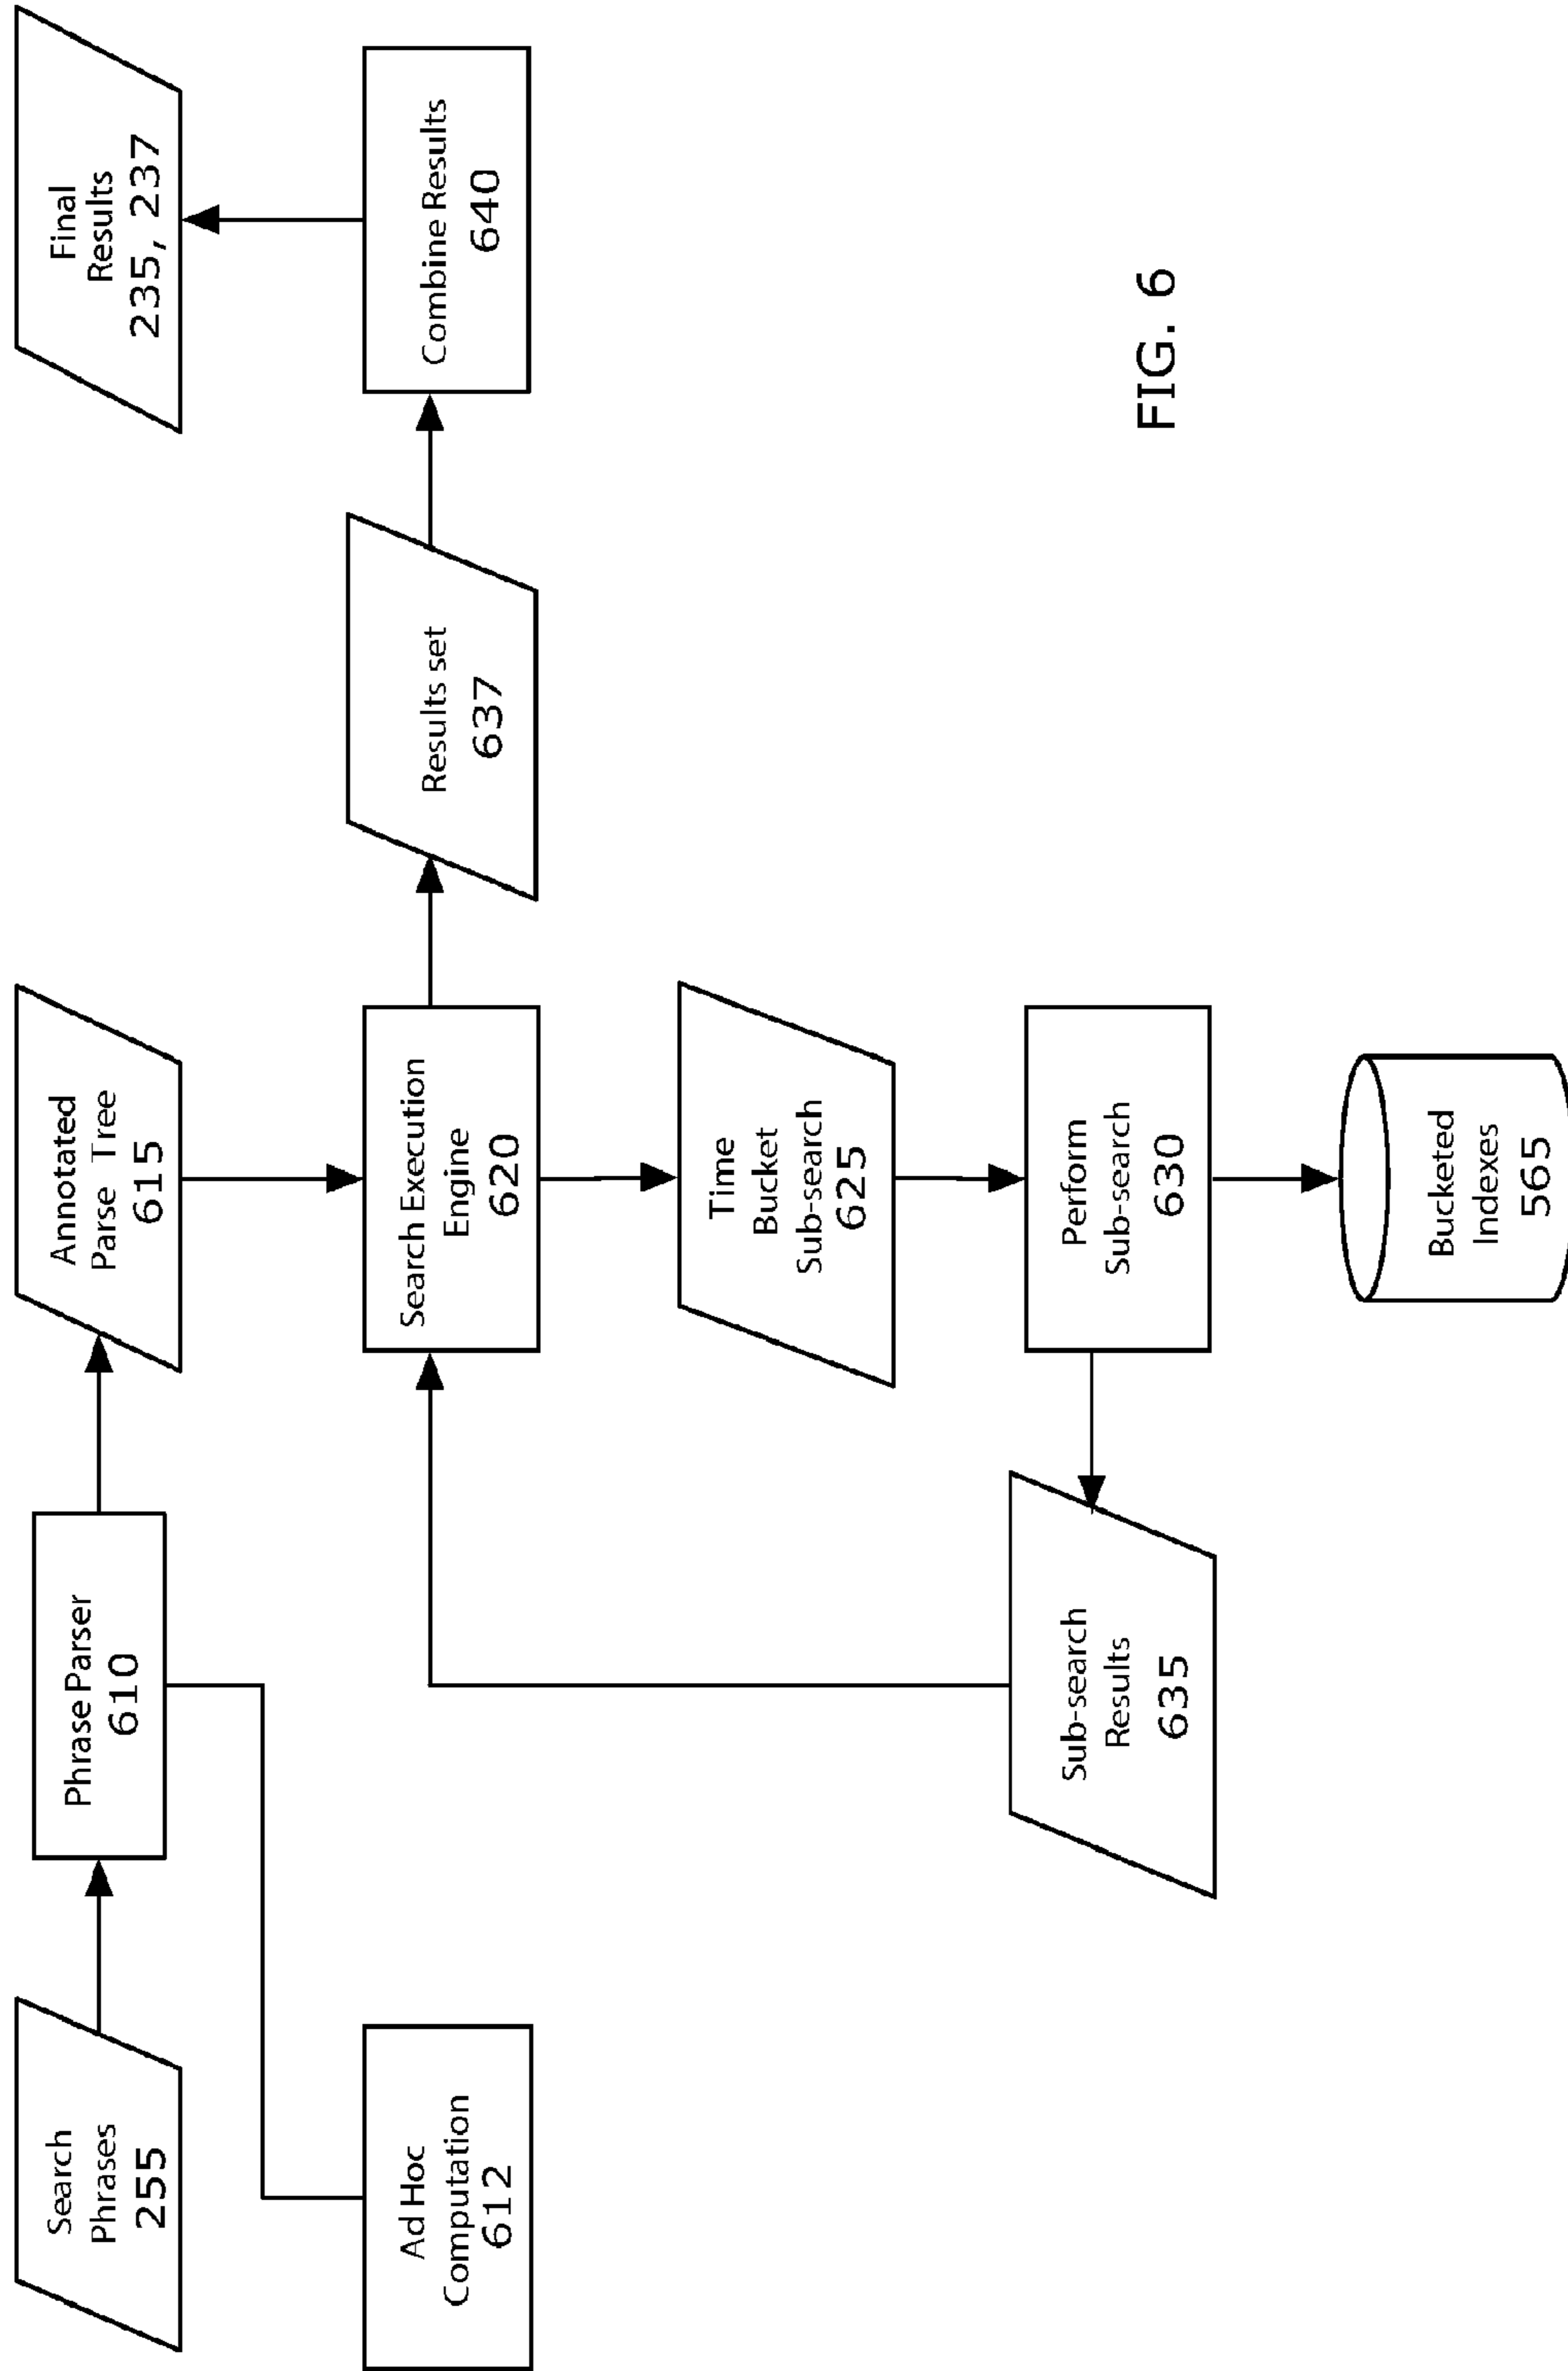 Search
Phrases
255
Phrase Parser
610
Annotated
Parse Tree
615
Final
Results
235, 237
Ad Hoc
Computation
612
Search Execution
Engine
620
Results set
637
Combine Results
640
Time
Bucket
Sub-search
625
Sub-search
Results
635
Perform
Sub-search
630
Bucketed
Indexes
565
FIG. 6